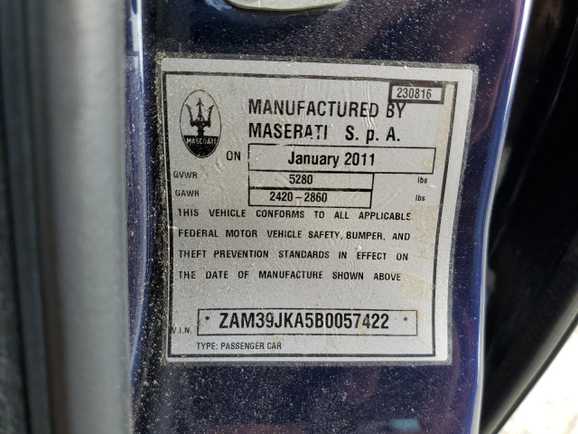 230816
MANUFACTURED BY
MASERATI S. p. A.
MASERATI
ON January 2011
GVWR 5280 lbs
GAWR 2420-2860 lbs
THIS VEHICLE CONFORMS TO ALL APPLICABLE
FEDERAL MOTOR VEHICLE SAFETY, BUMPER, AND
THEFT PREVENTION STANDARDS IN EFFECT ON
THE DATE OF MANUFACTURE SHOWN ABOVE
V.I.N. ZAM39JKA5B0057422
TYPE: PASSENGER CAR